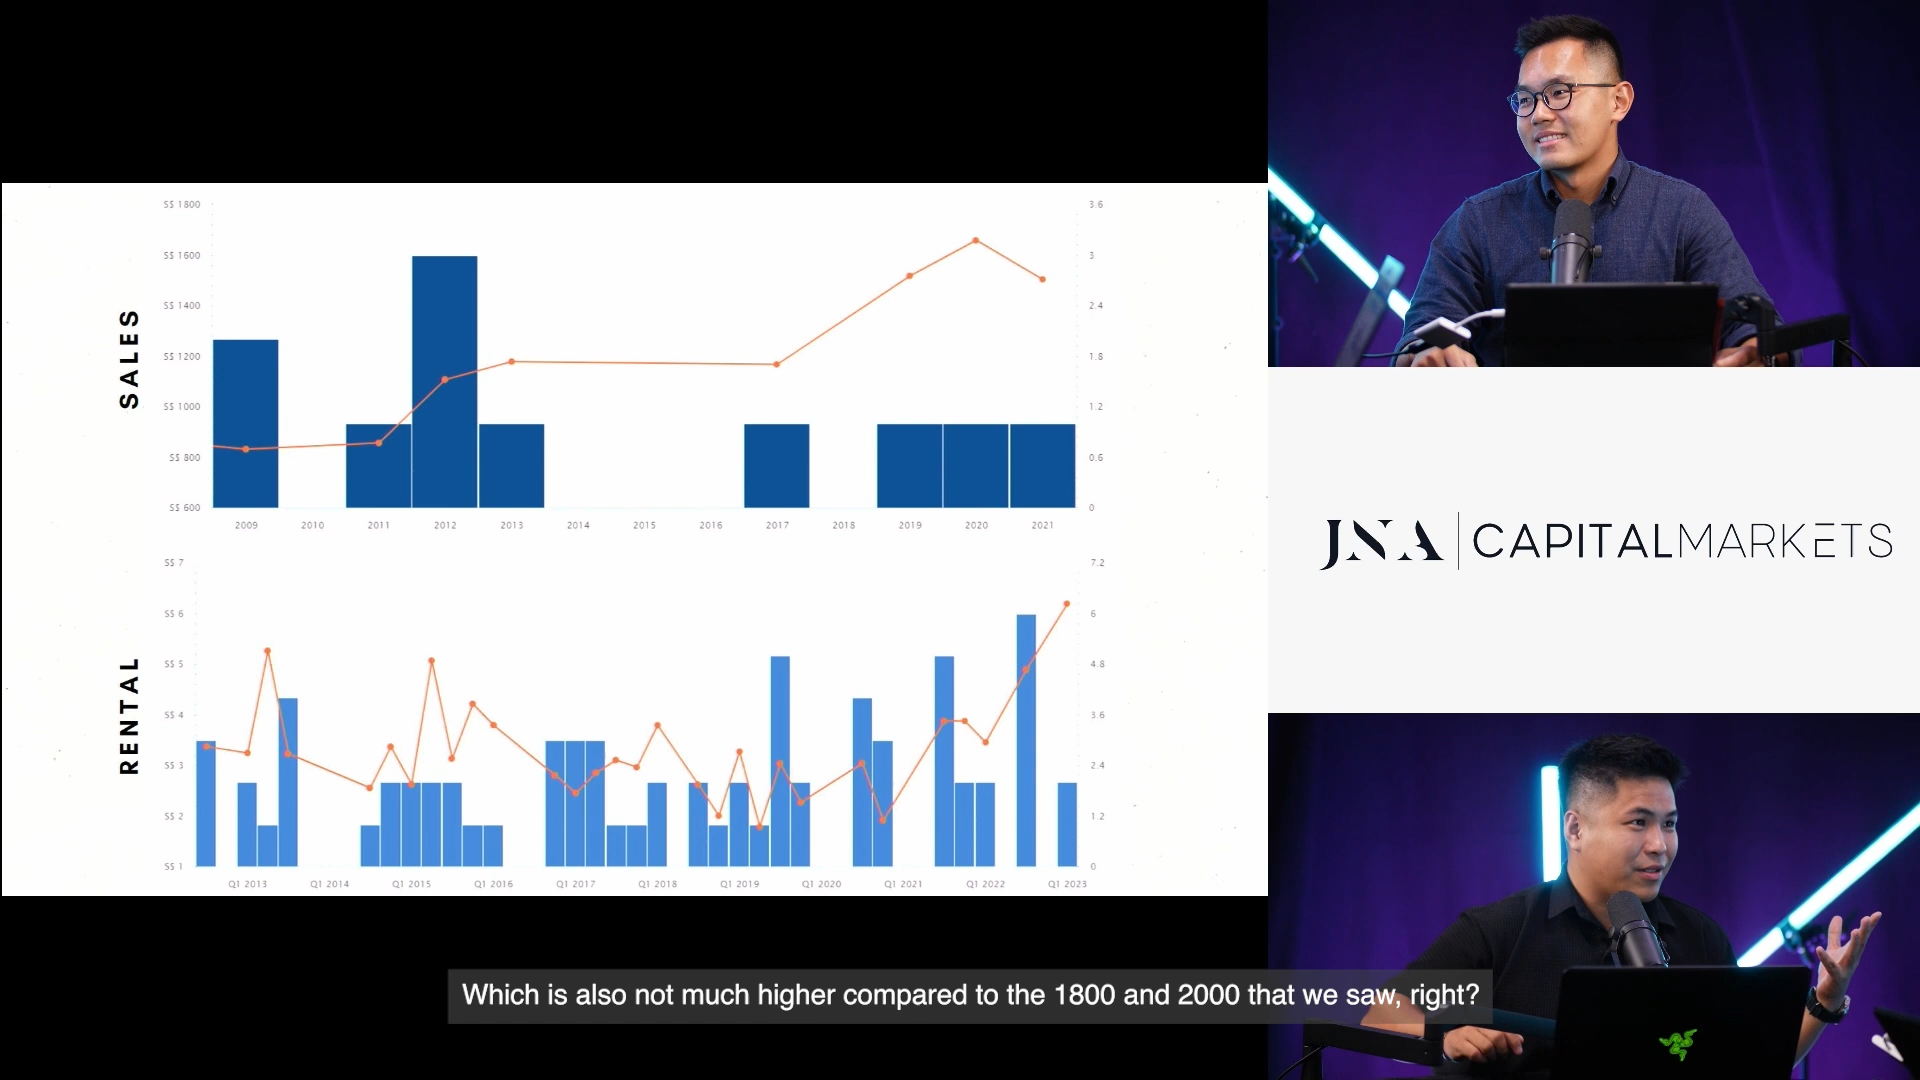 SALES
S$ 1800
S$ 1600
S$ 1400
S$ 1200
S$ 1000
S$ 800
S$ 600
3.6
3
2.4
1.8
1.2
0.6
0
2009 2010 2011 2012 2013 2014 2015 2016 2017 2018 2019 2020 2021
RENTAL
S$ 7
S$ 6
S$ 5
S$ 4
S$ 3
S$ 2
S$ 1
7.2
6
4.8
3.6
2.4
1.2
0
Q1 2013 Q1 2014 Q1 2015 Q1 2016 Q1 2017 Q1 2018 Q1 2019 Q1 2020 Q1 2021 Q1 2022 Q1 2023
JNA | CAPITALMARKETS
Which is also not much higher compared to the 1800 and 2000 that we saw, right?